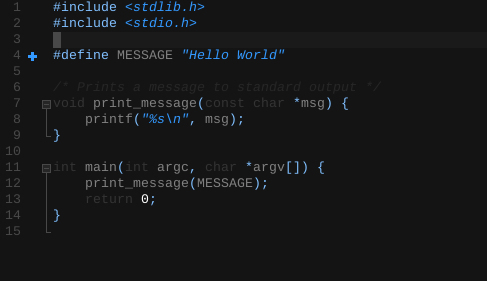 1 #include <stdlib.h>
2 #include <stdio.h>
3
4 #define MESSAGE "Hello World"
5
6 /* Prints a message to standard output */
7 void print_message(const char *msg) {
8     printf("%s\n", msg);
9 }
10
11 int main(int argc, char *argv[]) {
12     print_message(MESSAGE);
13     return 0;
14 }
15